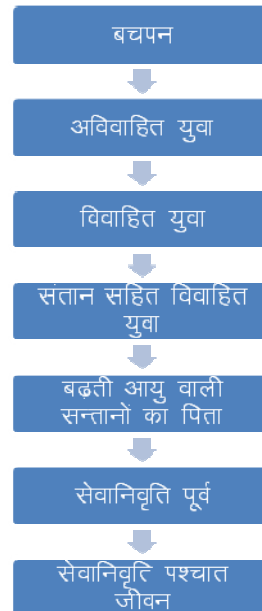 बचपन
अविवाहित युवा
विवाहित युवा
संतान सहित विवाहित
युवा
बढ़ती आयु वाली
सन्तानों का पिता
सेवानिवृति पूर्व
सेवानिवृति पश्चात
जीवन